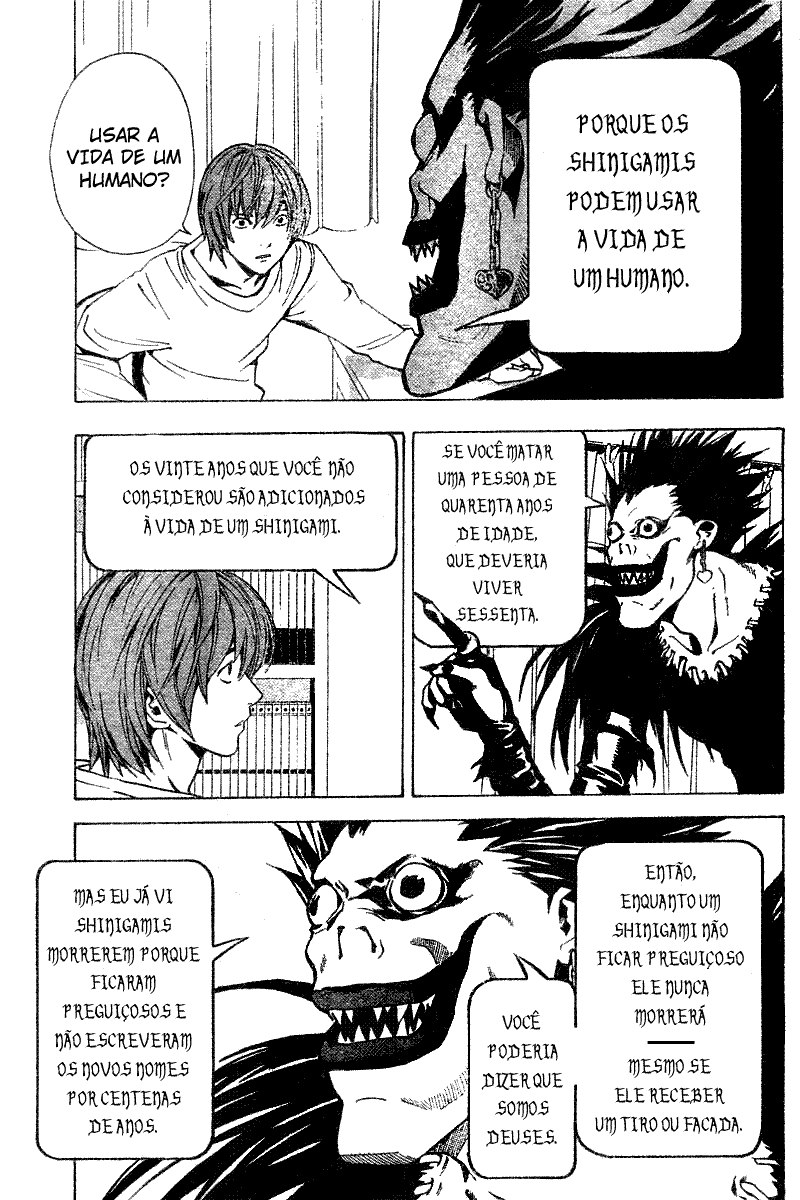 PORQUE OS
SHINIGAMIS
PODEM USAR
A VIDA DE
UM HUMANO.
USAR A
VIDA DE UM
HUMANO?
SE VOCÊ MATAR
UMA PESSOA DE
QUARENTA ANOS
DE IDADE,
QUE DEVERIA
VIVER
SESSENTA.
OS VINTE ANOS QUE VOCÊ NÃO
CONSIDEROU SÃO ADICIONADOS
À VIDA DE UM SHINIGAMI.
ENTÃO,
ENQUANTO UM
SHINIGAMI NÃO
FICAR PREGUIÇOSO
ELE NUNCA
MORRERÁ
MESMO SE
ELE RECEBER
UM TIRO OU FACADA.
VOCÊ
PODERIA
DIZER QUE
SOMOS
DEUSES.
MAS EU JÁ VI
SHINIGAMIS
MORREREM PORQUE
FICARAM
PREGUIÇOSOS E
NÃO ESCREVERAM
OS NOVOS NOMES
POR CENTENAS
DE ANOS.